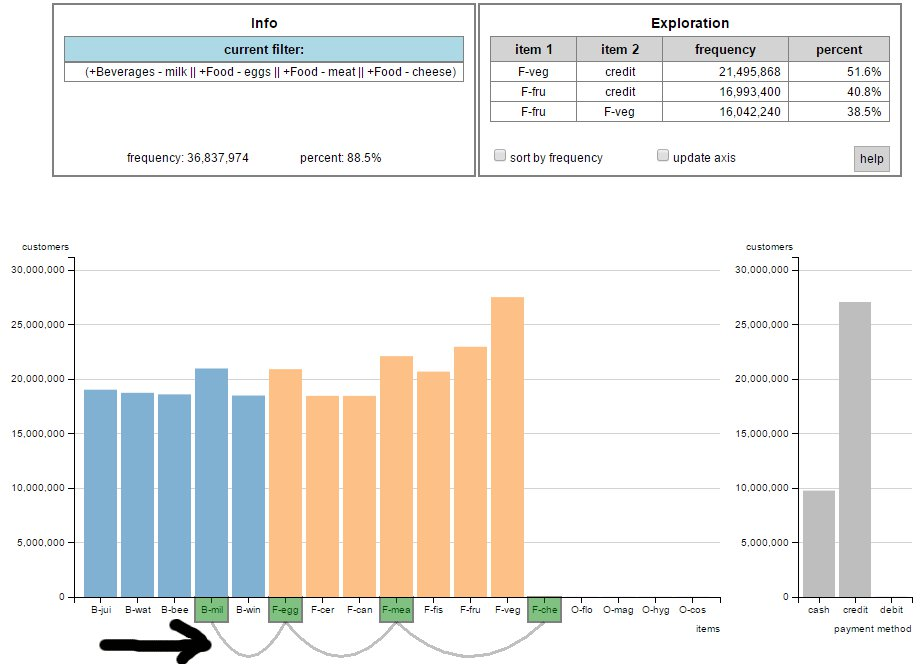 Info
current filter:
(+Beverages - milk || +Food - eggs || +Food - meat || +Food - cheese)
frequency: 36,837,974 percent: 88.5%
Exploration
item 1 item 2 frequency percent
F-veg credit 21,495,868 51.6%
F-fru credit 16,993,400 40.8%
F-fru F-veg 16,042,240 38.5%
sort by frequency update axis help
customers
30,000,000
25,000,000
20,000,000
15,000,000
10,000,000
5,000,000
0
B-jui B-wat B-bee B-mil B-win F-egg F-cer F-can F-mea F-fis F-fru F-veg F-che O-flo O-mag O-hyg O-cos
items
customers
30,000,000
25,000,000
20,000,000
15,000,000
10,000,000
5,000,000
0
cash credit debit
payment method